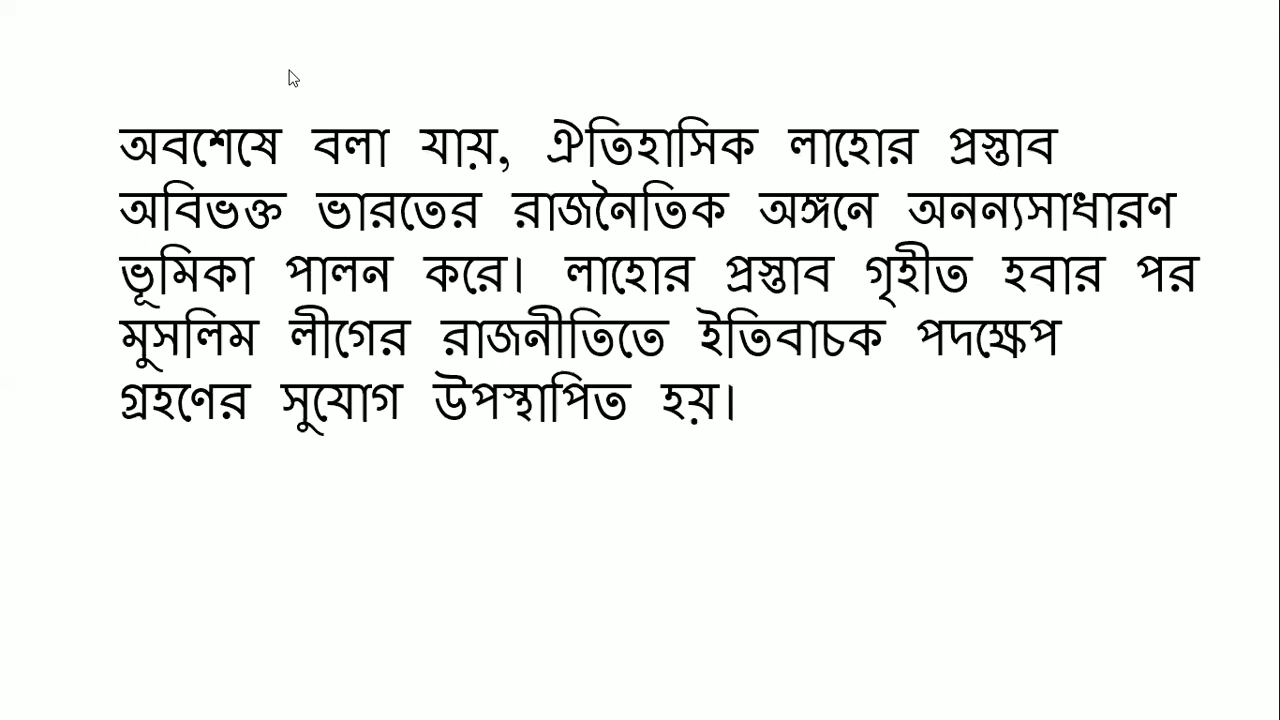 অবশেষে বলা যায়, ঐতিহাসিক লাহোর প্রস্তাব
অবিভক্ত ভারতের রাজনৈতিক অঙ্গনে অনন্যসাধারণ
ভূমিকা পালন করে। লাহোর প্রস্তাব গৃহীত হবার পর
মুসলিম লীগের রাজনীতিতে ইতিবাচক পদক্ষেপ
গ্রহণের সুযোগ উপস্থাপিত হয়।